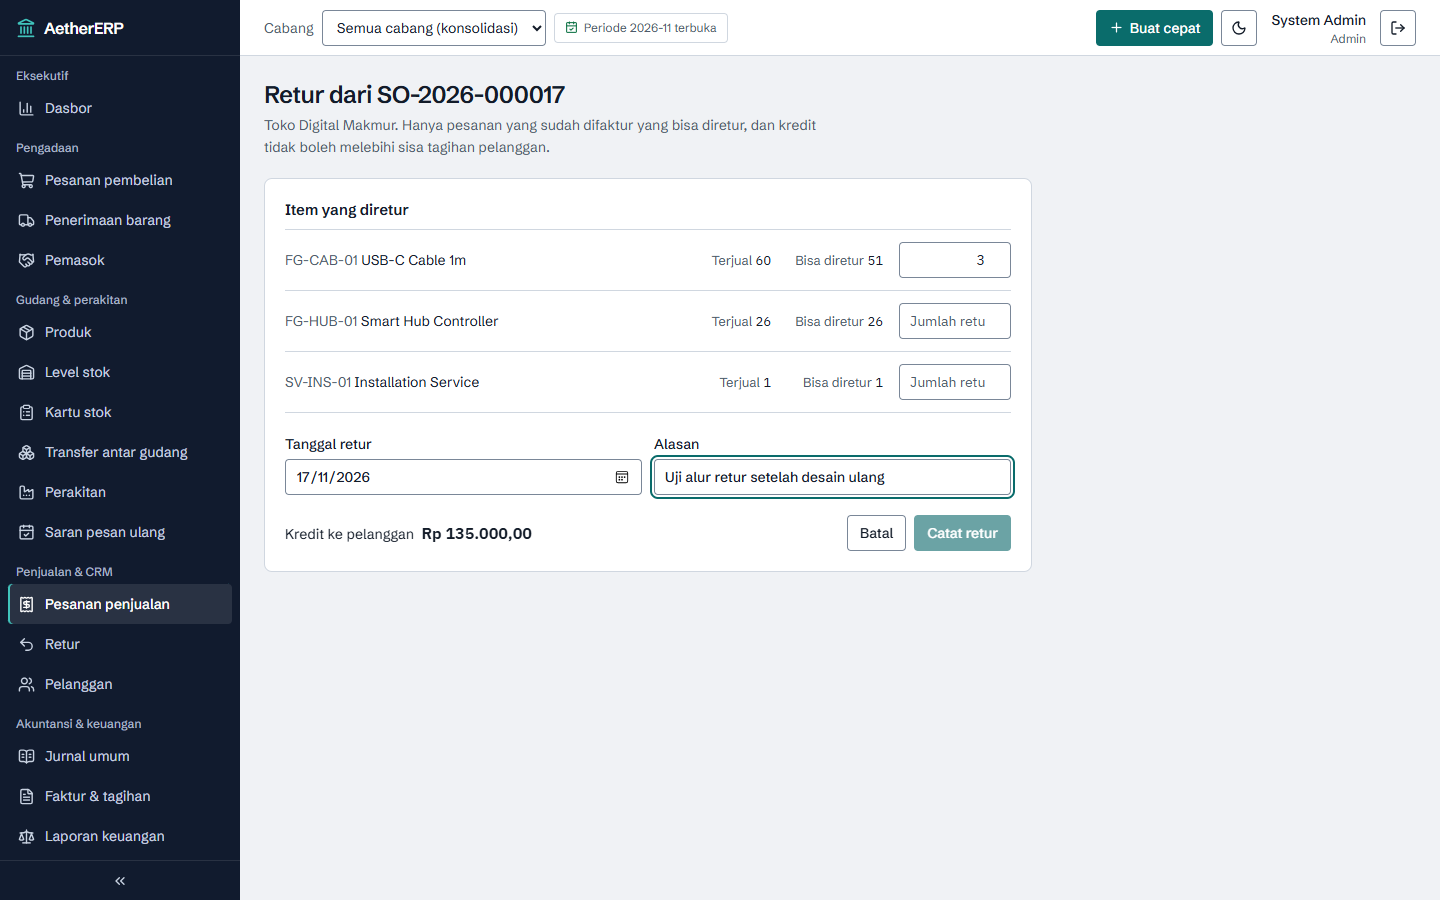 AetherERP
Cabang
Semua cabang (konsolidasi)
Periode 2026-11 terbuka
Buat cepat
System Admin
Admin
Eksekutif
Dasbor
Pengadaan
Pesanan pembelian
Penerimaan barang
Pemasok
Gudang & perakitan
Produk
Level stok
Kartu stok
Transfer antar gudang
Perakitan
Saran pesan ulang
Penjualan & CRM
Pesanan penjualan
Retur
Pelanggan
Akuntansi & keuangan
Jurnal umum
Faktur & tagihan
Laporan keuangan
Retur dari SO-2026-000017
Toko Digital Makmur. Hanya pesanan yang sudah difaktur yang bisa diretur, dan kredit
tidak boleh melebihi sisa tagihan pelanggan.
Item yang diretur
FG-CAB-01 USB-C Cable 1m Terjual 60 Bisa diretur 51 3
FG-HUB-01 Smart Hub Controller Terjual 26 Bisa diretur 26 Jumlah retu
SV-INS-01 Installation Service Terjual 1 Bisa diretur 1 Jumlah retu
Tanggal retur Alasan
17/11/2026 Uji alur retur setelah desain ulang
Kredit ke pelanggan Rp 135.000,00 Batal Catat retur